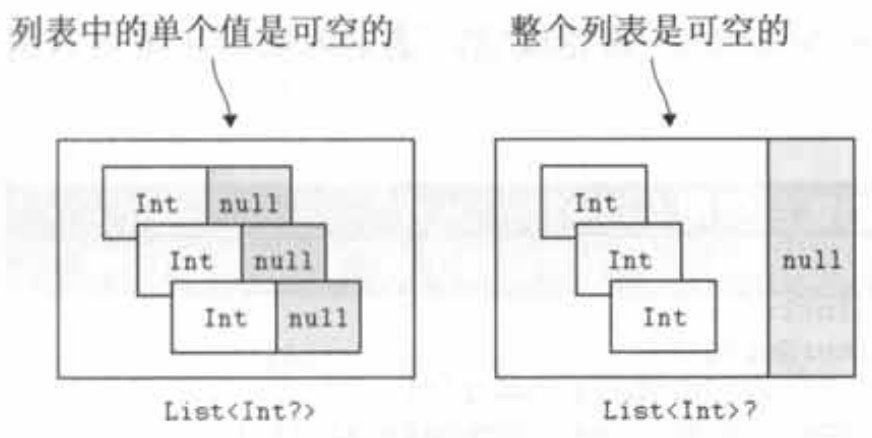 列表中的单个值是可空的
整个列表是可空的
Int null
Int null
Int null
List<Int?>
Int
Int
Int
null
List<Int>?